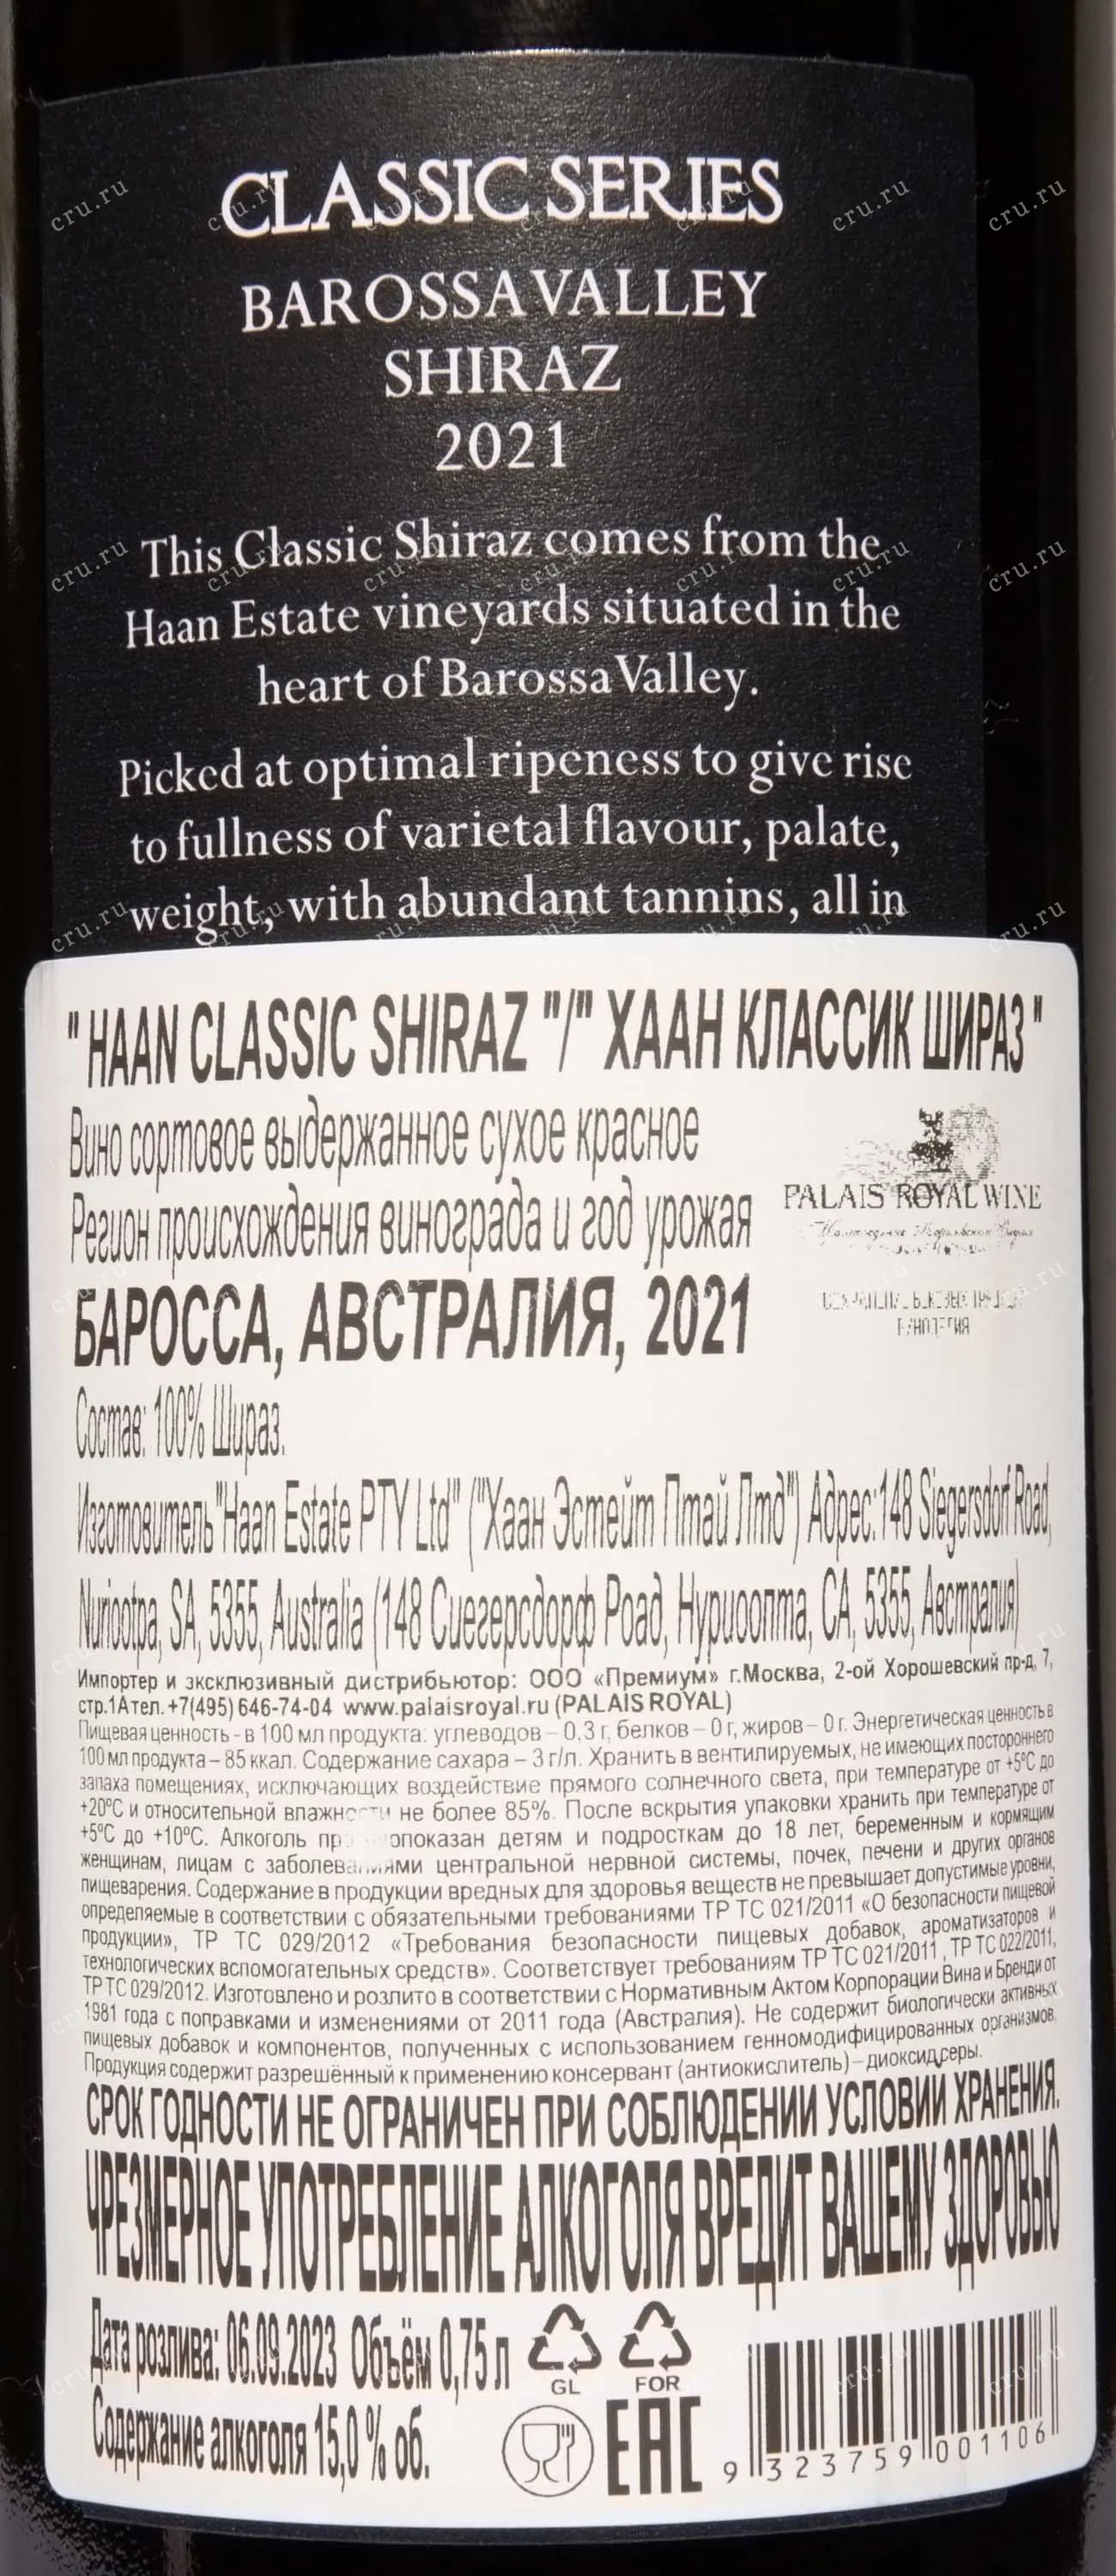 CLASSIC SERIES
BAROSSA VALLEY
SHIRAZ
2021
This Classic Shiraz comes from the
Haan Estate vineyards situated in the
heart of Barossa Valley.
Picked at optimal ripeness to give rise
to fullness of varietal flavour, palate,
weight, with abundant tannins, all in
" HAAN CLASSIC SHIRAZ "/" ХААН КЛАССИК ШИРАЗ "
Вино сортовое выдержанное сухое красное
Регион происхождения винограда и год урожая
БАРОССА, АВСТРАЛИЯ, 2021
PALAIS ROYAL WINE
Состав: 100% Шираз.
Изготовитель "Haan Estate PTY Ltd" ("Хаан Эстейт Птай Лтд") Адрес:148 Siegersdorf Road,
Nuriootpa, SA, 5355, Australia (148 Сиегерсдорф Роад, Нуриоопта, СА, 5355, Австралия)
Импортер и эксклюзивный дистрибьютор: ООО «Премиум» г.Москва, 2-ой Хорошевский пр-д, 7,
стр.1А тел. +7(495) 646-74-04 www.palaisroyal.ru (PALAIS ROYAL)
Пищевая ценность - в 100 мл продукта: углеводов – 0,3 г, белков – 0 г, жиров – 0 г. Энергетическая ценность в
100 мл продукта – 85 ккал. Содержание сахара – 3 г/л. Хранить в вентилируемых, не имеющих постороннего
запаха помещениях, исключающих воздействие прямого солнечного света, при температуре от +5ºС до
+20ºС и относительной влажности не более 85%. После вскрытия упаковки хранить при температуре от
+5ºС до +10ºС. Алкоголь противопоказан детям и подросткам до 18 лет, беременным и кормящим
женщинам, лицам с заболеваниями центральной нервной системы, почек, печени и других органов
пищеварения. Содержание в продукции вредных для здоровья веществ не превышает допустимые уровни,
определяемые в соответствии с обязательными требованиями ТР ТС 021/2011 «О безопасности пищевой
продукции», ТР ТС 029/2012 «Требования безопасности пищевых добавок, ароматизаторов и
технологических вспомогательных средств». Соответствует требованиям ТР ТС 021/2011 , ТР ТС 022/2011,
ТР ТС 029/2012. Изготовлено и розлито в соответствии с Нормативным Актом Корпорации Вина и Бренди от
1981 года с поправками и изменениями от 2011 года (Австралия). Не содержит биологически активных
пищевых добавок и компонентов, полученных с использованием генномодифицированных организмов.
Продукция содержит разрешённый к применению консервант (антиокислитель) – диоксид серы.
СРОК ГОДНОСТИ НЕ ОГРАНИЧЕН ПРИ СОБЛЮДЕНИИ УСЛОВИЙ ХРАНЕНИЯ.
ЧРЕЗМЕРНОЕ УПОТРЕБЛЕНИЕ АЛКОГОЛЯ ВРЕДИТ ВАШЕМУ ЗДОРОВЬЮ
Дата розлива: 06.09.2023 Объём 0,75 л
GL
FOR
Содержание алкоголя 15,0 % об.
EAC
9 323759 001106
cru.ru